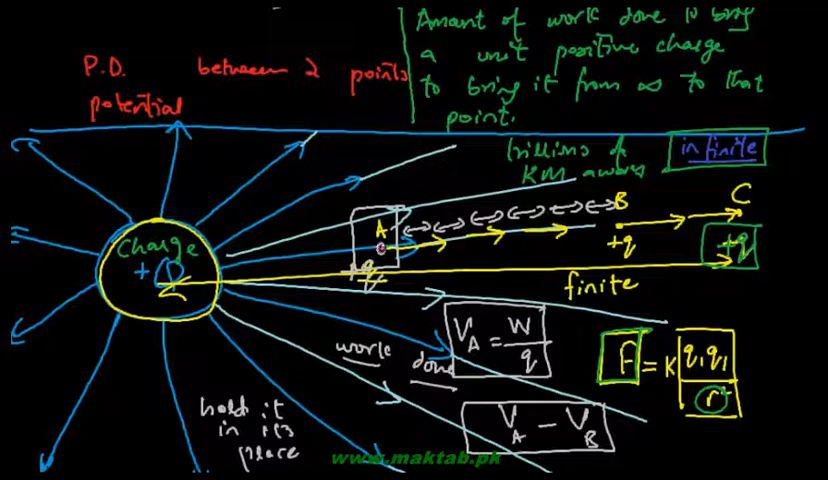 Amount of work done to bring
a unit positive charge
to bring it from ∞ to that
point.
P.D. between 2 points
potential
trillions of
KM away
infinite
Charge
+Q
A
B
C
+q
+q
+q
finite
V_A = W/q
work done
F = K q₁q₁/r²
V_A − V_B
hold it
in its
place
www.maktab.pk